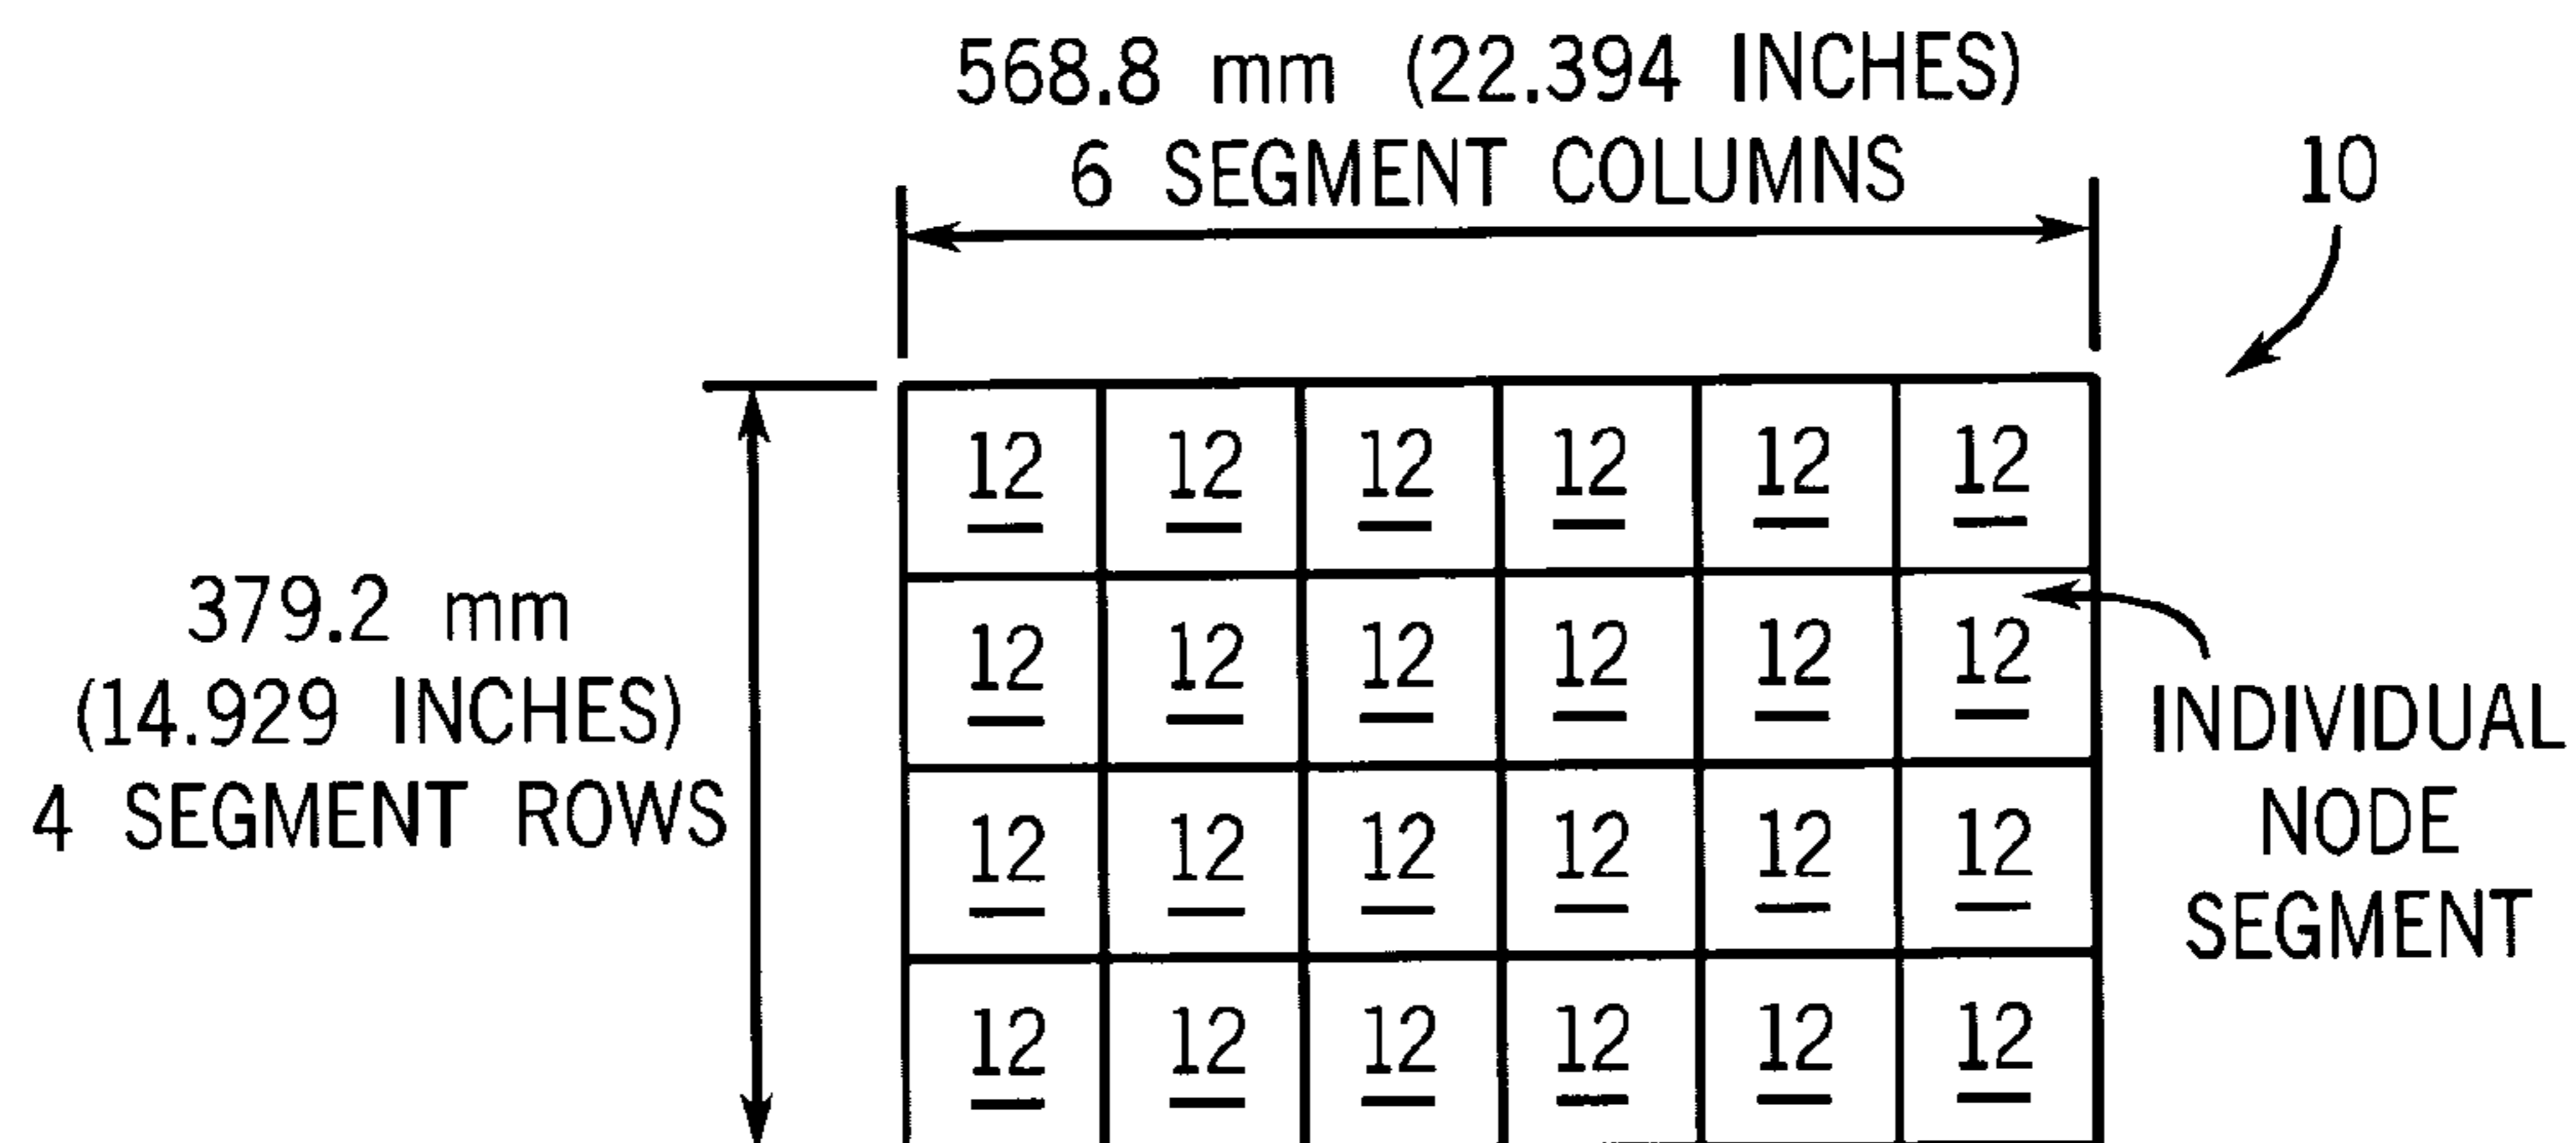 568.8 mm (22.394 INCHES)
6 SEGMENT COLUMNS
10
12 12 12 12 12 12
379.2 mm
(14.929 INCHES)
4 SEGMENT ROWS
12 12 12 12 12 12
INDIVIDUAL
NODE
SEGMENT
12 12 12 12 12 12
12 12 12 12 12 12